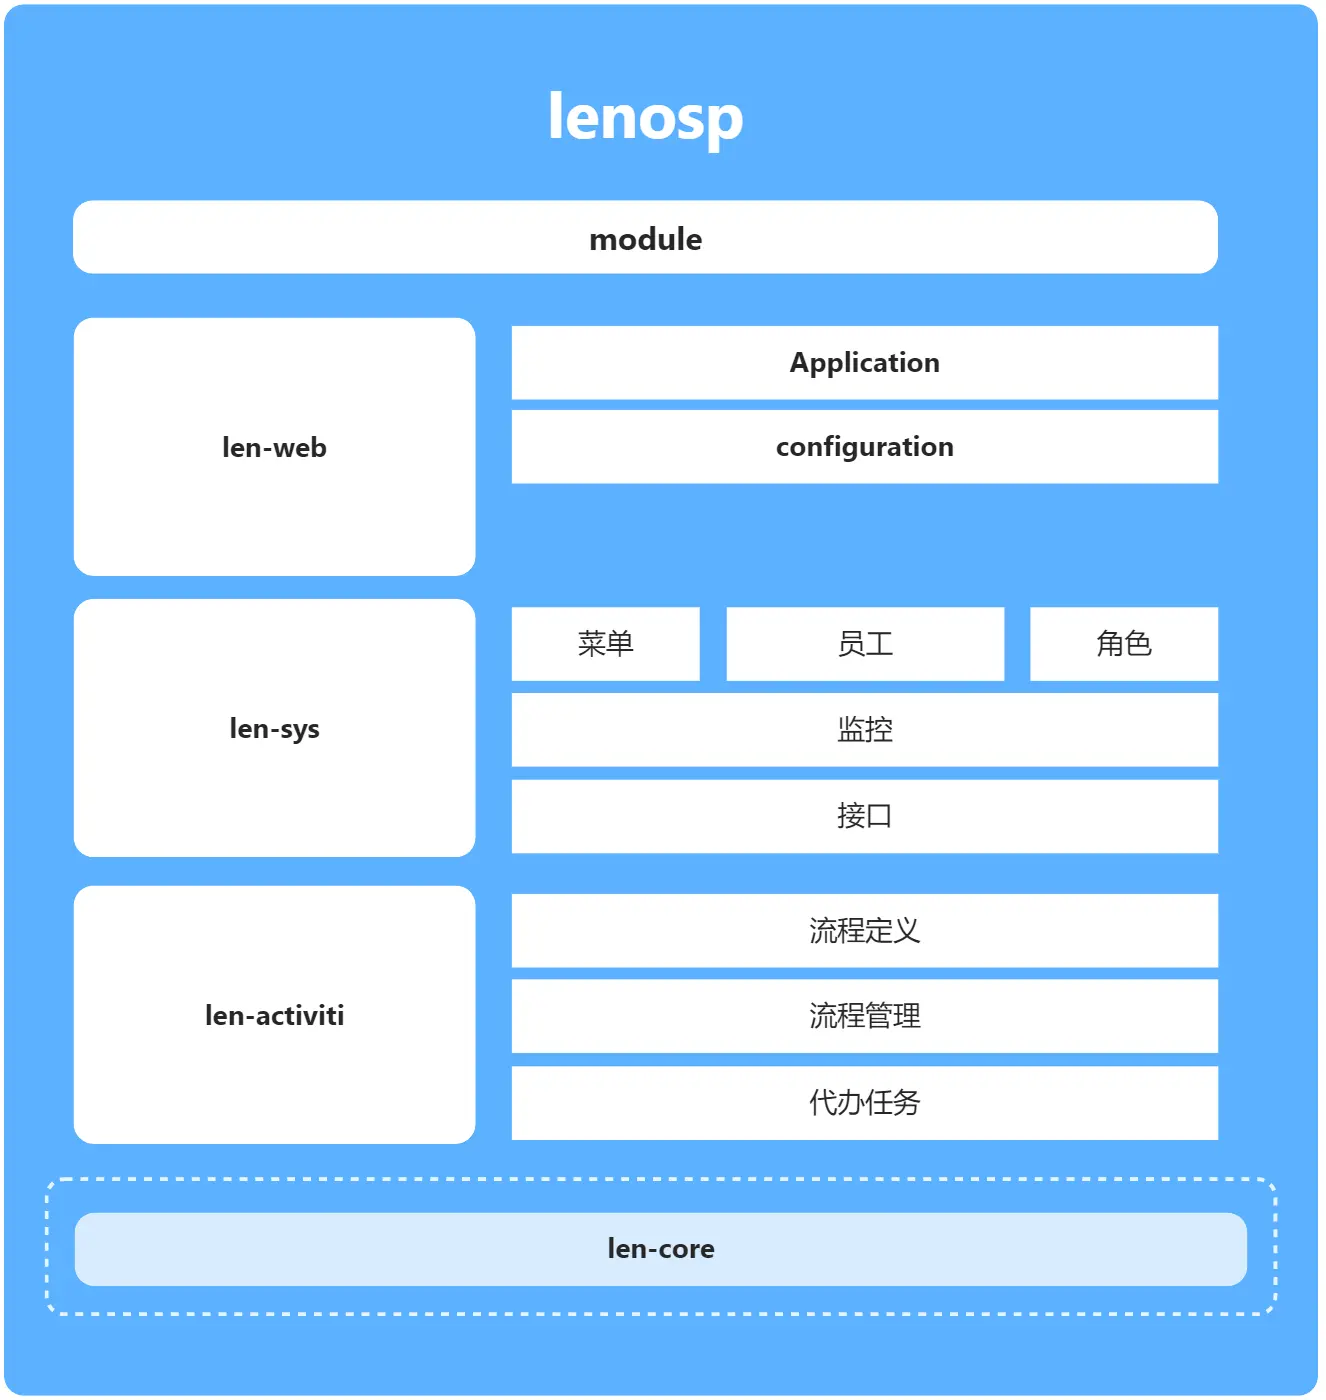 lenosp
module
len-web
Application
configuration
len-sys
菜单
员工
角色
监控
接口
len-activiti
流程定义
流程管理
代办任务
len-core